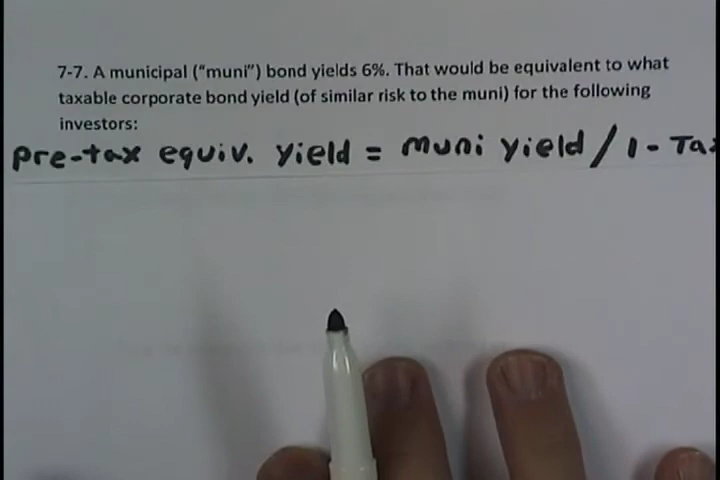 7-7. A municipal (“muni”) bond yields 6%. That would be equivalent to what
taxable corporate bond yield (of similar risk to the muni) for the following
investors:
pre-tax equiv. yield = muni yield / 1 - Ta